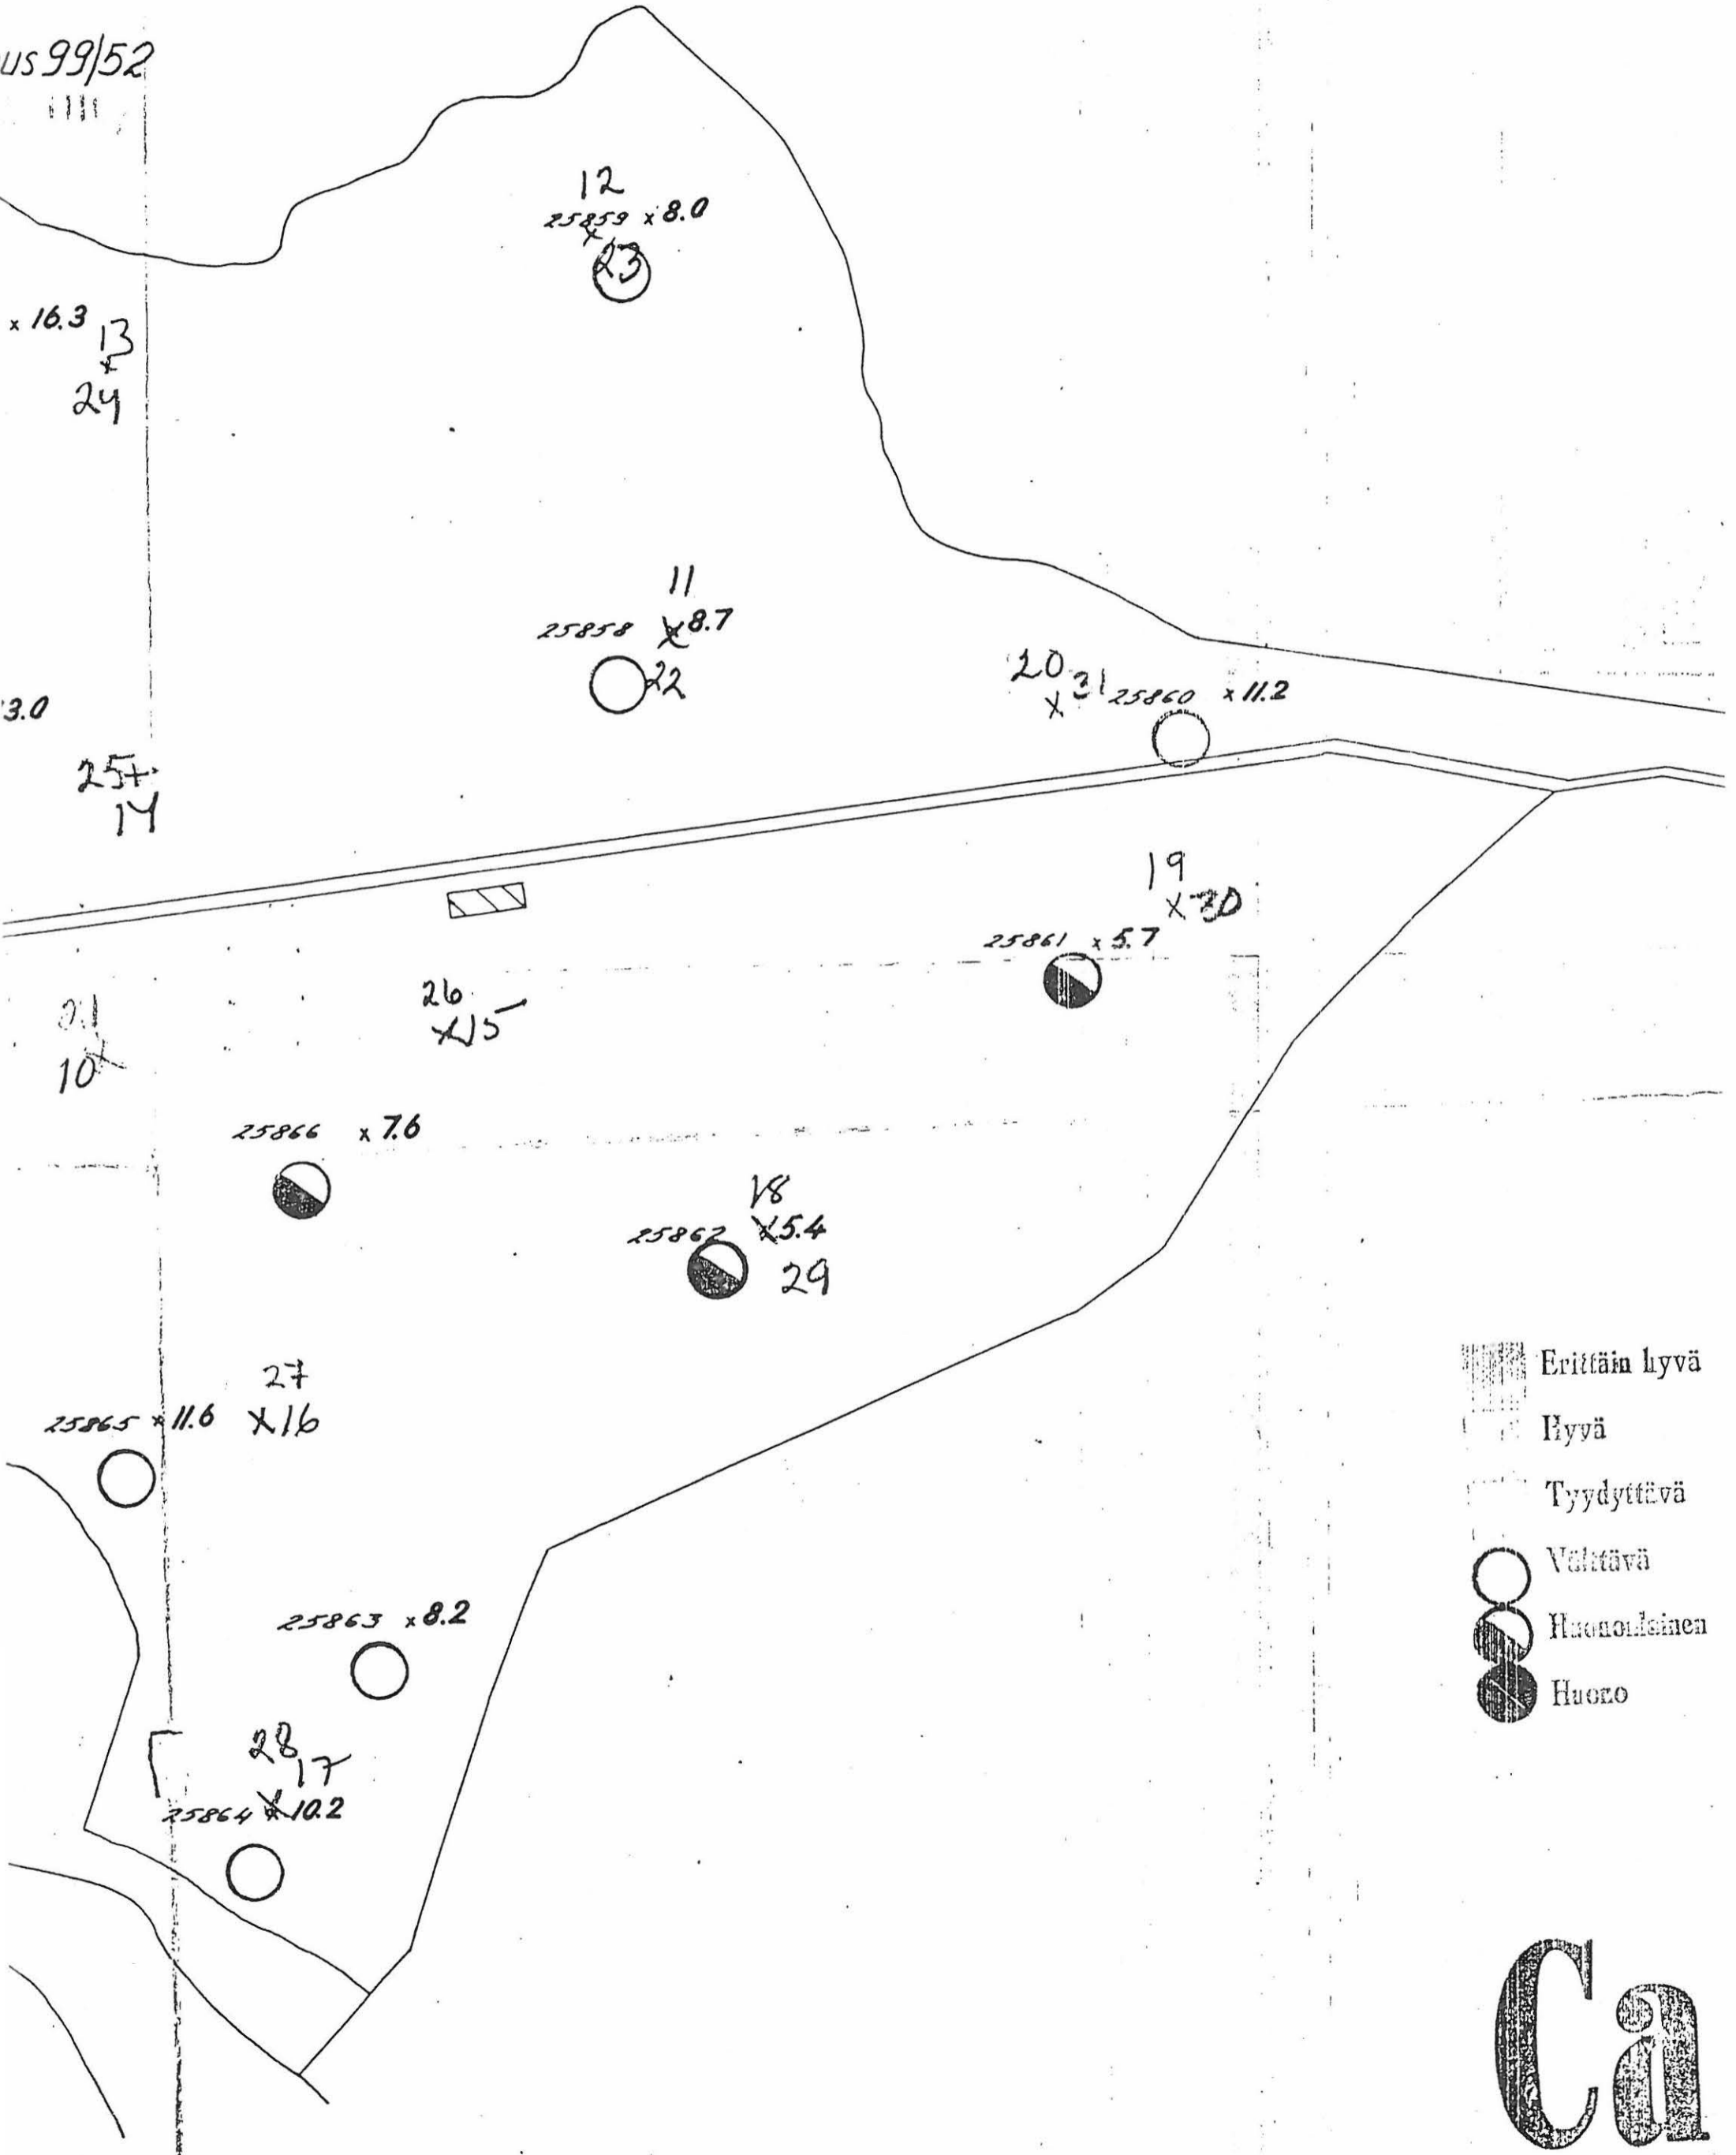 us 99/52
12
25859 x 8.0
x
23
x 16.3
13
x
24
11
25858 x 8.7
22
20 31
x
25860 x 11.2
3.0
25+
14
19
x 30
25861 x 5.7
26
x 15
21
10 x
25866 x 7.6
18
25862 x 5.4
29
27
25865 x 11.6 x 16
25863 x 8.2
28 17
25864 x 10.2
Erittäin hyvä
Hyvä
Tyydyttävä
Välttävä
Huononlainen
Huono
Ca